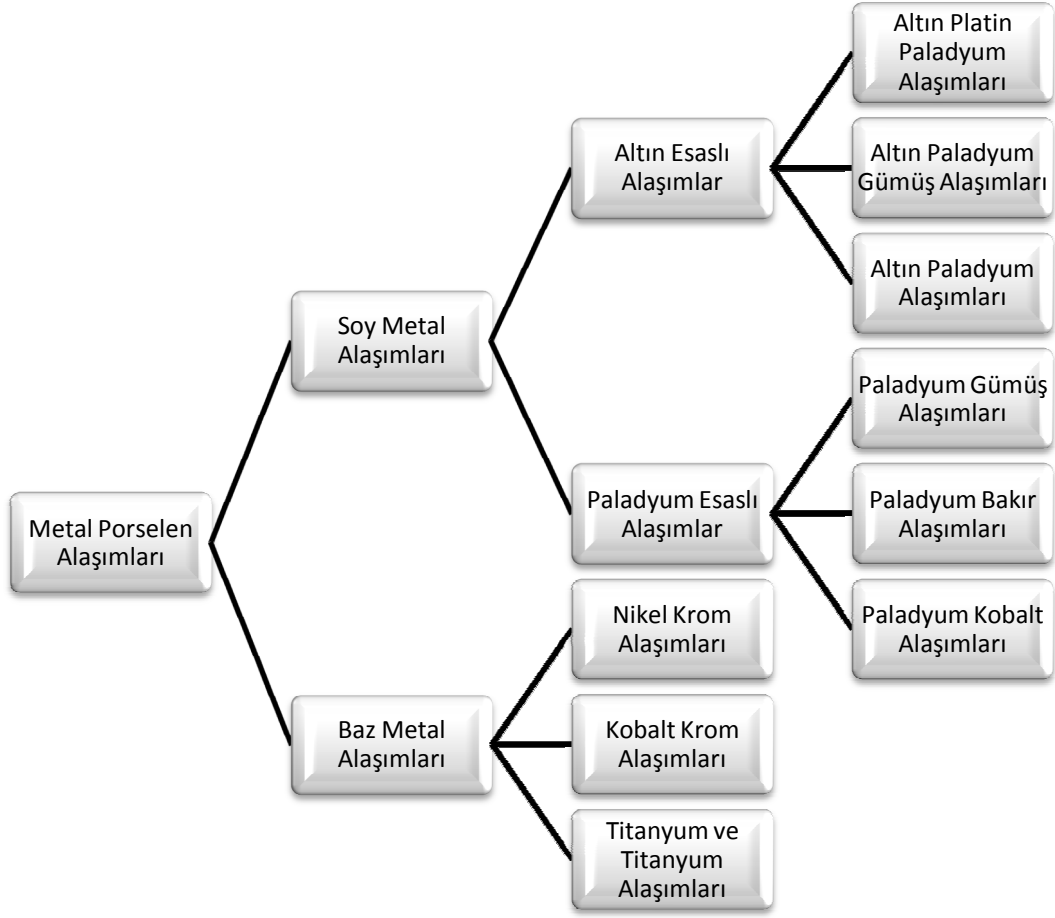 Metal Porselen
Alaşımları
Soy Metal
Alaşımları
Altın Esaslı
Alaşımlar
Altın Platin
Paladyum
Alaşımları
Altın Paladyum
Gümüş Alaşımları
Altın Paladyum
Alaşımları
Paladyum Esaslı
Alaşımlar
Paladyum Gümüş
Alaşımları
Paladyum Bakır
Alaşımları
Paladyum Kobalt
Alaşımları
Baz Metal
Alaşımları
Nikel Krom
Alaşımları
Kobalt Krom
Alaşımları
Titanyum ve
Titanyum
Alaşımları